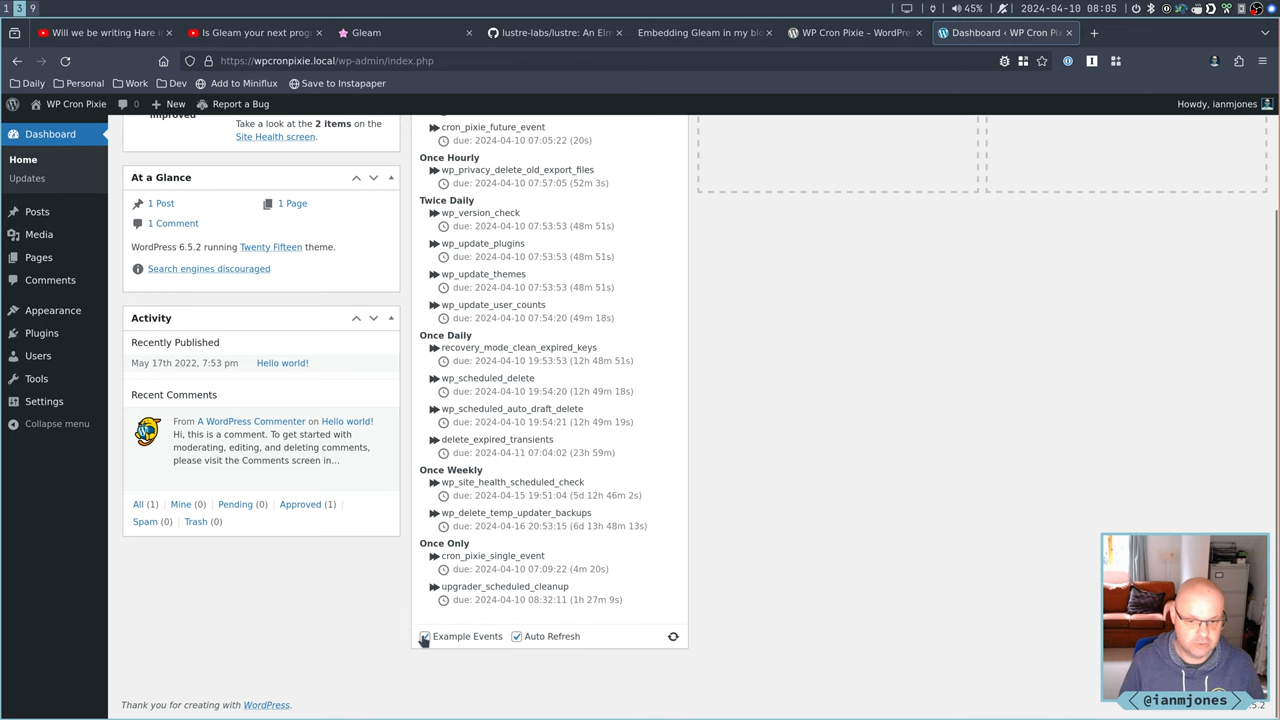 1 3 9
45%
2024-04-10 08:05
Will we be writing Hare i
Is Gleam your next prog
Gleam
lustre-labs/lustre: An Elm
Embedding Gleam in my blo
WP Cron Pixie – WordPre
Dashboard ‹ WP Cron Pix
https://wpcronpixie.local/wp-admin/index.php
Daily
Personal
Work
Dev
Add to Miniflux
Save to Instapaper
WP Cron Pixie
0
New
Report a Bug
Howdy, ianmjones
Dashboard
Home
Updates
Posts
Media
Pages
Comments
Appearance
Plugins
Users
Tools
Settings
Collapse menu
Improved
Take a look at the 2 items on the
Site Health screen.
At a Glance
1 Post
1 Page
1 Comment
WordPress 6.5.2 running Twenty Fifteen theme.
Search engines discouraged
Activity
Recently Published
May 17th 2022, 7:53 pm
Hello world!
Recent Comments
From A WordPress Commenter on Hello world!
Hi, this is a comment. To get started with
moderating, editing, and deleting comments,
please visit the Comments screen in…
All (1) |
Mine (0) |
Pending (0) |
Approved (1) |
Spam (0) |
Trash (0)
cron_pixie_future_event
due: 2024-04-10 07:05:22 (20s)
Once Hourly
wp_privacy_delete_old_export_files
due: 2024-04-10 07:57:05 (52m 3s)
Twice Daily
wp_version_check
due: 2024-04-10 07:53:53 (48m 51s)
wp_update_plugins
due: 2024-04-10 07:53:53 (48m 51s)
wp_update_themes
due: 2024-04-10 07:53:53 (48m 51s)
wp_update_user_counts
due: 2024-04-10 07:54:20 (49m 18s)
Once Daily
recovery_mode_clean_expired_keys
due: 2024-04-10 19:53:53 (12h 48m 51s)
wp_scheduled_delete
due: 2024-04-10 19:54:20 (12h 49m 18s)
wp_scheduled_auto_draft_delete
due: 2024-04-10 19:54:21 (12h 49m 19s)
delete_expired_transients
due: 2024-04-11 07:04:02 (23h 59m)
Once Weekly
wp_site_health_scheduled_check
due: 2024-04-15 19:51:04 (5d 12h 46m 2s)
wp_delete_temp_updater_backups
due: 2024-04-16 20:53:15 (6d 13h 48m 13s)
Once Only
cron_pixie_single_event
due: 2024-04-10 07:09:22 (4m 20s)
upgrader_scheduled_cleanup
due: 2024-04-10 08:32:11 (1h 27m 9s)
Example Events
Auto Refresh
Thank you for creating with WordPress.
5.2
@ianmjones